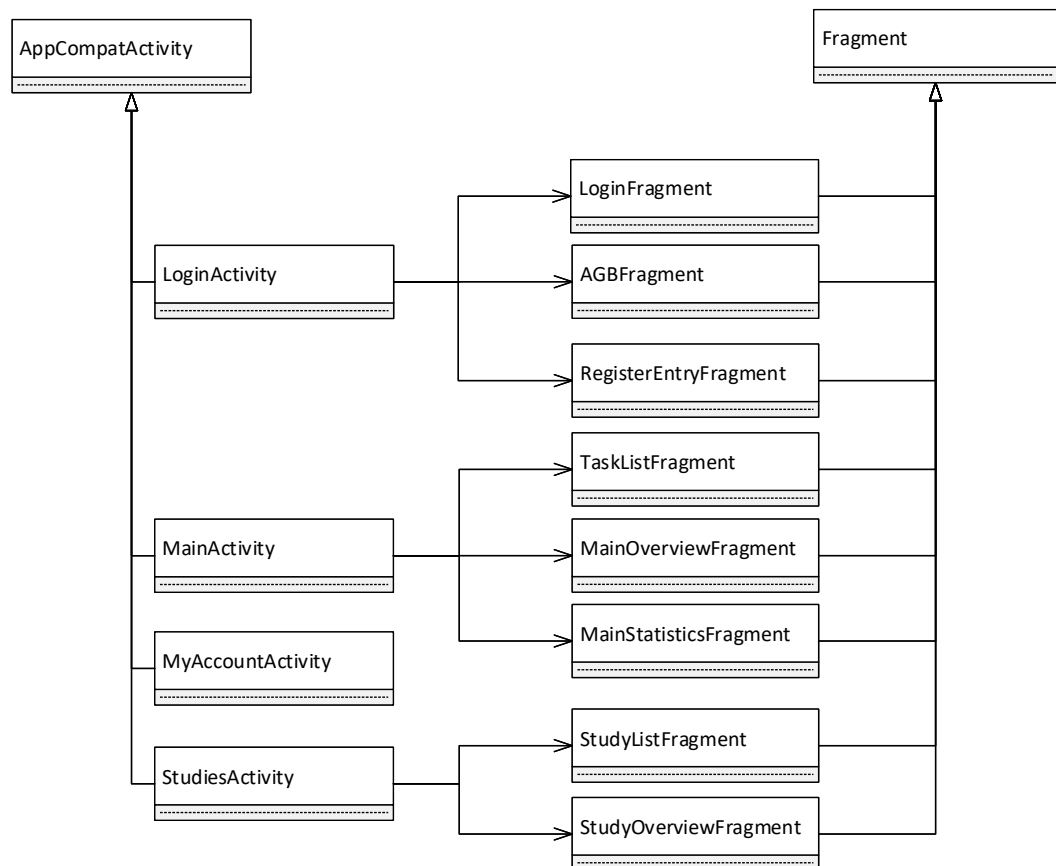 AppCompatActivity
Fragment
LoginFragment
LoginActivity
AGBFragment
RegisterEntryFragment
TaskListFragment
MainActivity
MainOverviewFragment
MainStatisticsFragment
MyAccountActivity
StudyListFragment
StudiesActivity
StudyOverviewFragment